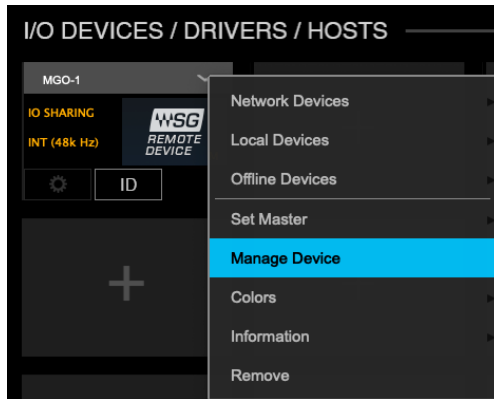 I/O DEVICES / DRIVERS / HOSTS
MGO-1
IO SHARING
INT (48k Hz)
WSG
REMOTE
DEVICE
ID
Network Devices
Local Devices
Offline Devices
Set Master
Manage Device
Colors
Information
Remove